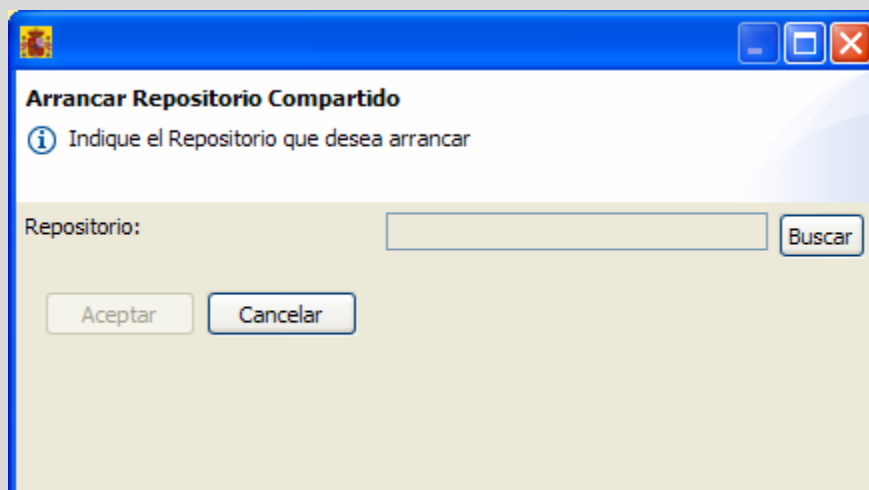 Arrancar Repositorio Compartido
Indique el Repositorio que desea arrancar
Repositorio:
Buscar
Aceptar
Cancelar